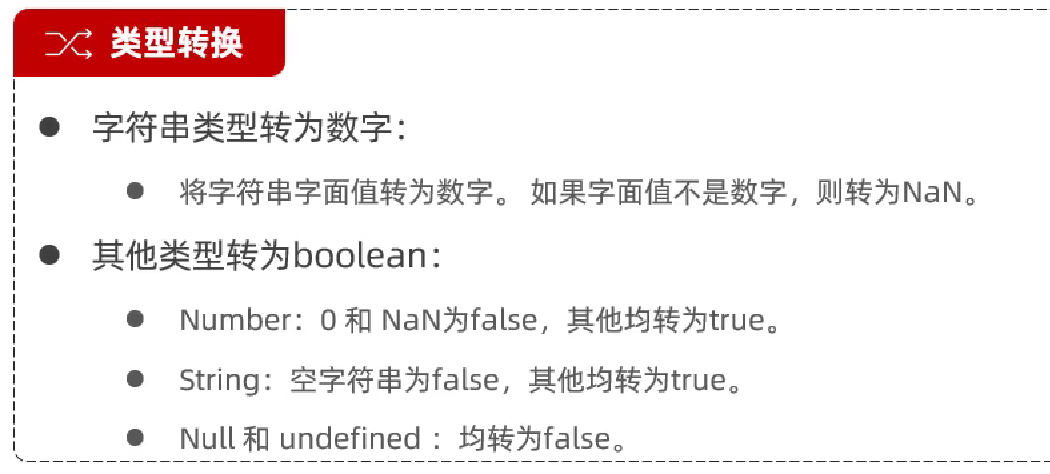 类型转换
字符串类型转为数字：
将字符串字面值转为数字。 如果字面值不是数字，则转为NaN。
其他类型转为boolean：
Number：0 和 NaN为false，其他均转为true。
String：空字符串为false，其他均转为true。
Null 和 undefined ：均转为false。